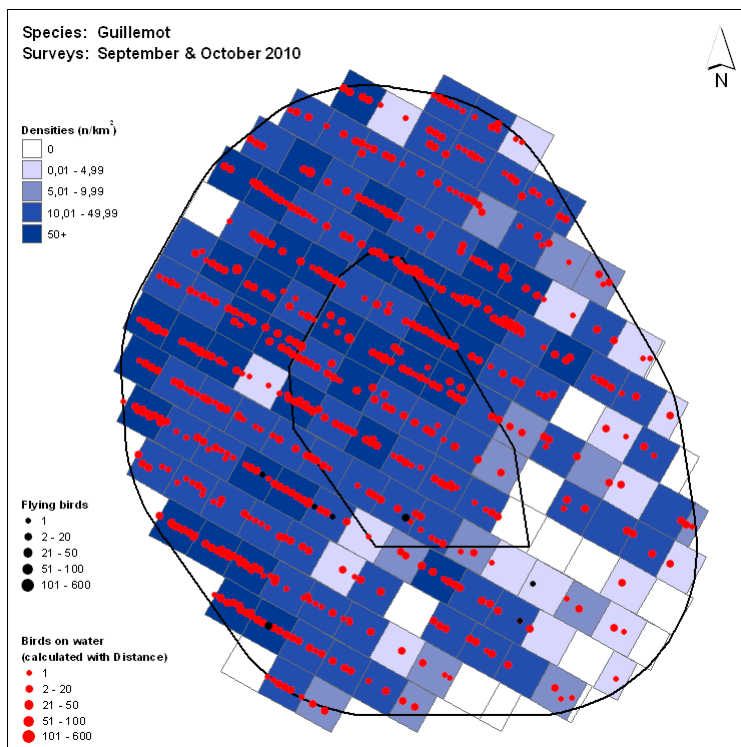 Species: Guillemot
Surveys: September & October 2010
N
Densities (n/km²)
0
0,01 - 4,99
5,01 - 9,99
10,01 - 49,99
50+
Flying birds
1
2 - 20
21 - 50
51 - 100
101 - 600
Birds on water
(calculated with Distance)
1
2 - 20
21 - 50
51 - 100
101 - 600